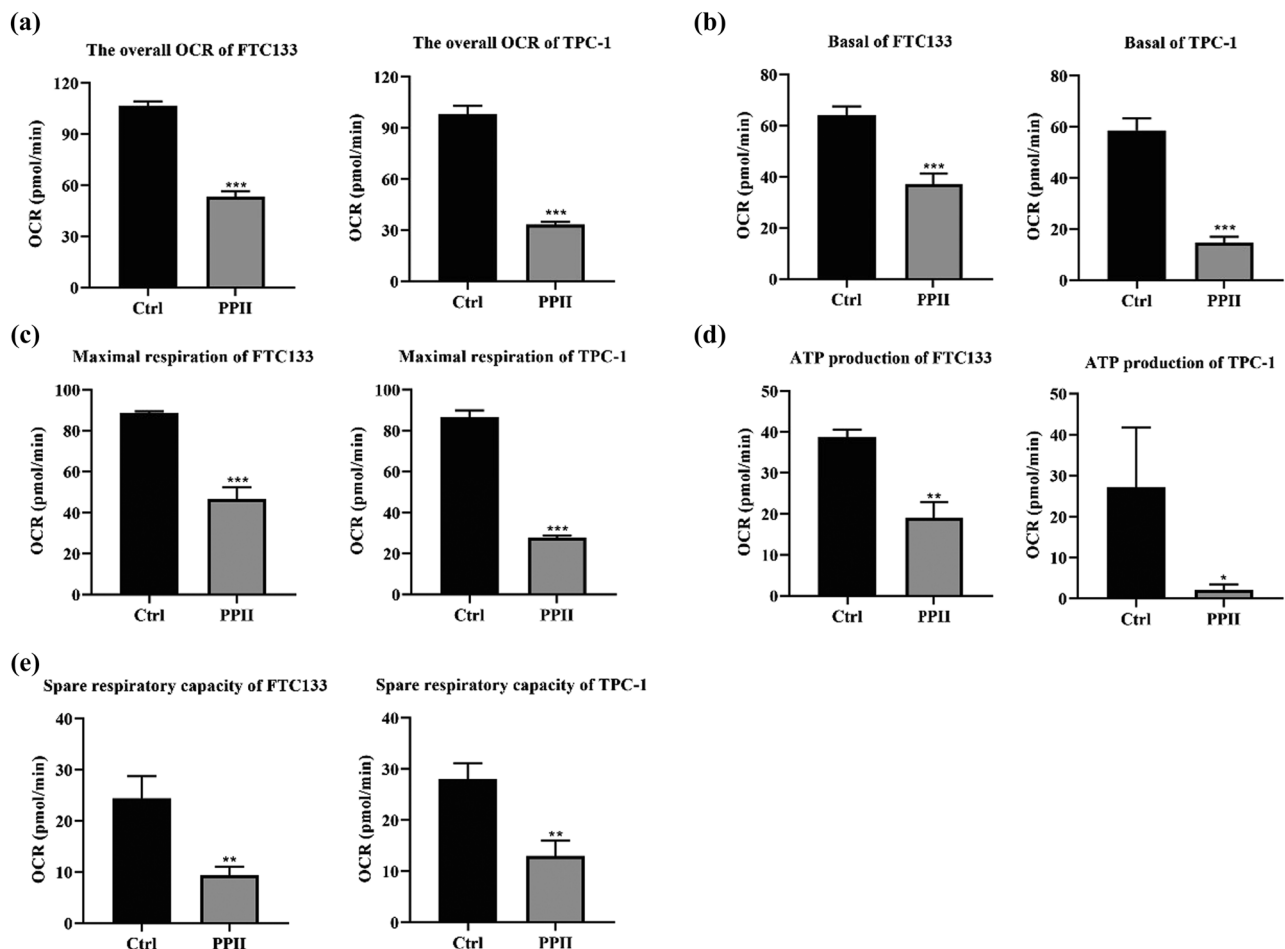 (a)
The overall OCR of FTC133
OCR (pmol/min)
120
90
60
30
0
***
Ctrl
PPII
The overall OCR of TPC-1
OCR (pmol/min)
120
90
60
30
0
***
Ctrl
PPII
(b)
Basal of FTC133
OCR (pmol/min)
80
60
40
20
0
***
Ctrl
PPII
Basal of TPC-1
OCR (pmol/min)
80
60
40
20
0
***
Ctrl
PPII
(c)
Maximal respiration of FTC133
OCR (pmol/min)
100
80
60
40
20
0
***
Ctrl
PPII
Maximal respiration of TPC-1
OCR (pmol/min)
100
80
60
40
20
0
***
Ctrl
PPII
(d)
ATP production of FTC133
OCR (pmol/min)
50
40
30
20
10
0
**
Ctrl
PPII
ATP production of TPC-1
OCR (pmol/min)
50
40
30
20
10
0
*
Ctrl
PPII
(e)
Spare respiratory capacity of FTC133
OCR (pmol/min)
40
30
20
10
0
**
Ctrl
PPII
Spare respiratory capacity of TPC-1
OCR (pmol/min)
40
30
20
10
0
**
Ctrl
PPII